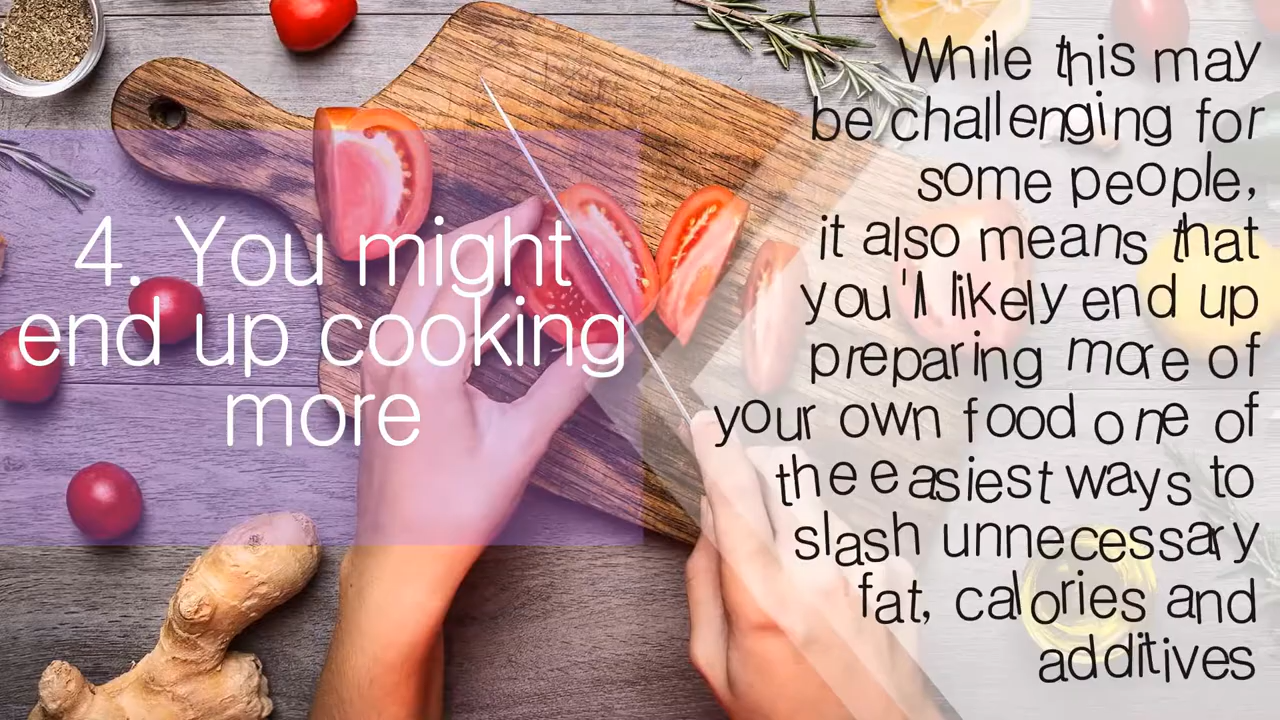 4. You might
end up cooking
more
While this may
be challenging for
some people,
it also means that
you'll likely end up
preparing more of
your own food one of
the easiest ways to
slash unnecessary
fat, calories and
additives